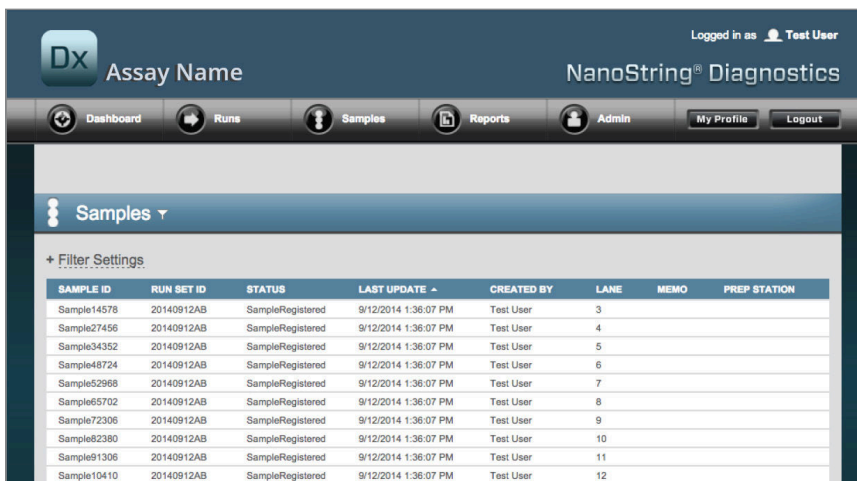 Logged in as Test User
Dx Assay Name
NanoString® Diagnostics
Dashboard Runs Samples Reports Admin My Profile Logout
Samples
+ Filter Settings
SAMPLE ID RUN SET ID STATUS LAST UPDATE CREATED BY LANE MEMO PREP STATION
Sample14578 20140912AB SampleRegistered 9/12/2014 1:36:07 PM Test User 3
Sample27456 20140912AB SampleRegistered 9/12/2014 1:36:07 PM Test User 4
Sample34352 20140912AB SampleRegistered 9/12/2014 1:36:07 PM Test User 5
Sample48724 20140912AB SampleRegistered 9/12/2014 1:36:07 PM Test User 6
Sample52968 20140912AB SampleRegistered 9/12/2014 1:36:07 PM Test User 7
Sample65702 20140912AB SampleRegistered 9/12/2014 1:36:07 PM Test User 8
Sample72306 20140912AB SampleRegistered 9/12/2014 1:36:07 PM Test User 9
Sample82380 20140912AB SampleRegistered 9/12/2014 1:36:07 PM Test User 10
Sample91306 20140912AB SampleRegistered 9/12/2014 1:36:07 PM Test User 11
Sample10410 20140912AB SampleRegistered 9/12/2014 1:36:07 PM Test User 12